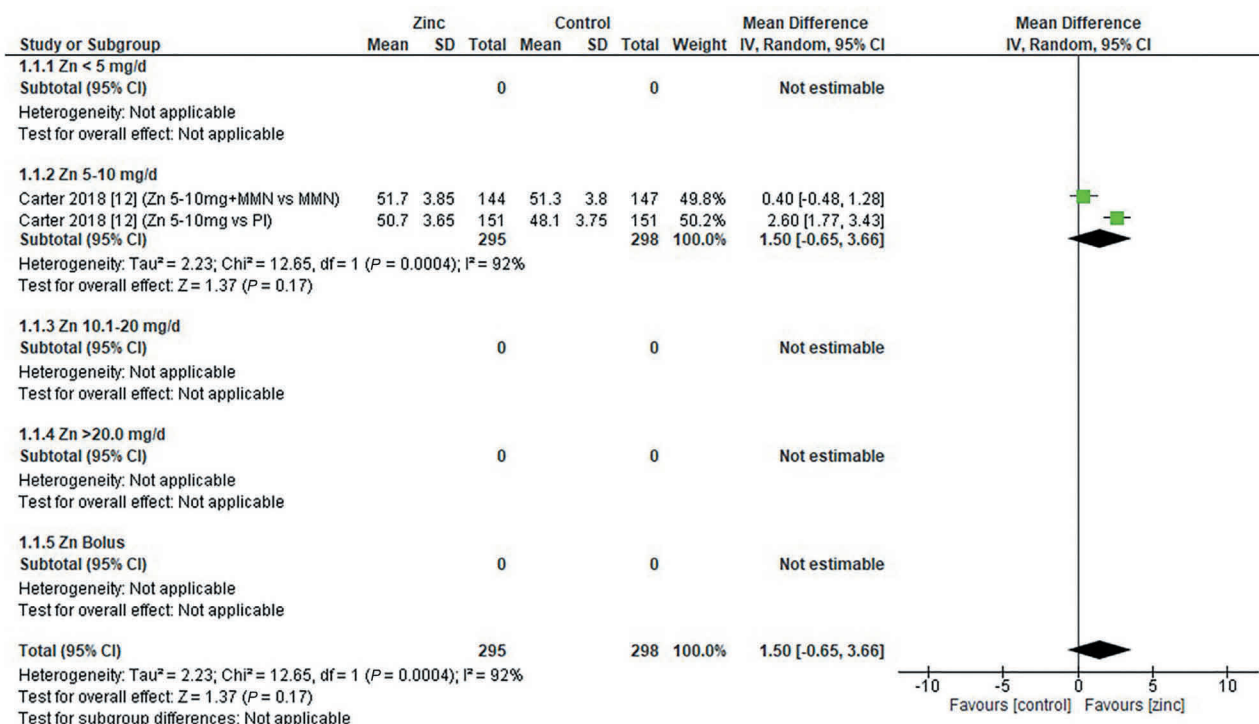 Zinc Control Mean Difference Mean Difference
Study or Subgroup Mean SD Total Mean SD Total Weight IV, Random, 95% CI IV, Random, 95% CI
1.1.1 Zn < 5 mg/d
Subtotal (95% CI) 0 0 Not estimable
Heterogeneity: Not applicable
Test for overall effect: Not applicable
1.1.2 Zn 5-10 mg/d
Carter 2018 [12] (Zn 5-10mg+MMN vs MMN) 51.7 3.85 144 51.3 3.8 147 49.8% 0.40 [-0.48, 1.28]
Carter 2018 [12] (Zn 5-10mg vs Pl) 50.7 3.65 151 48.1 3.75 151 50.2% 2.60 [1.77, 3.43]
Subtotal (95% CI) 295 298 100.0% 1.50 [-0.65, 3.66]
Heterogeneity: Tau² = 2.23; Chi² = 12.65, df = 1 (P = 0.0004); I² = 92%
Test for overall effect: Z = 1.37 (P = 0.17)
1.1.3 Zn 10.1-20 mg/d
Subtotal (95% CI) 0 0 Not estimable
Heterogeneity: Not applicable
Test for overall effect: Not applicable
1.1.4 Zn >20.0 mg/d
Subtotal (95% CI) 0 0 Not estimable
Heterogeneity: Not applicable
Test for overall effect: Not applicable
1.1.5 Zn Bolus
Subtotal (95% CI) 0 0 Not estimable
Heterogeneity: Not applicable
Test for overall effect: Not applicable
Total (95% CI) 295 298 100.0% 1.50 [-0.65, 3.66]
Heterogeneity: Tau² = 2.23; Chi² = 12.65, df = 1 (P = 0.0004); I² = 92%
Test for overall effect: Z = 1.37 (P = 0.17)
Test for subgroup differences: Not applicable
-10 -5 0 5 10
Favours [control] Favours [zinc]